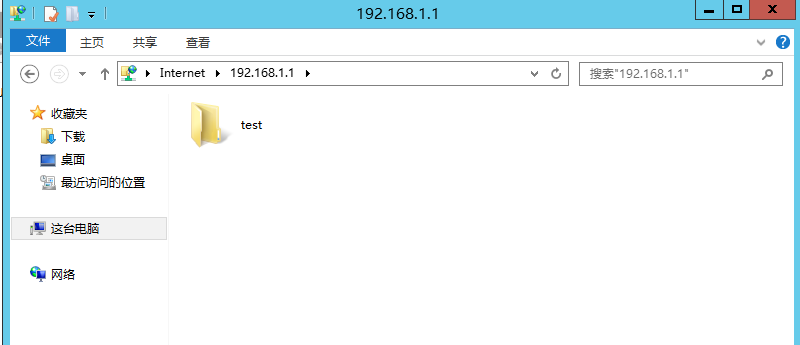 192.168.1.1
文件 主页 共享 查看
Internet 192.168.1.1 搜索"192.168.1.1"
收藏夹
下载
桌面
最近访问的位置
这台电脑
网络
test